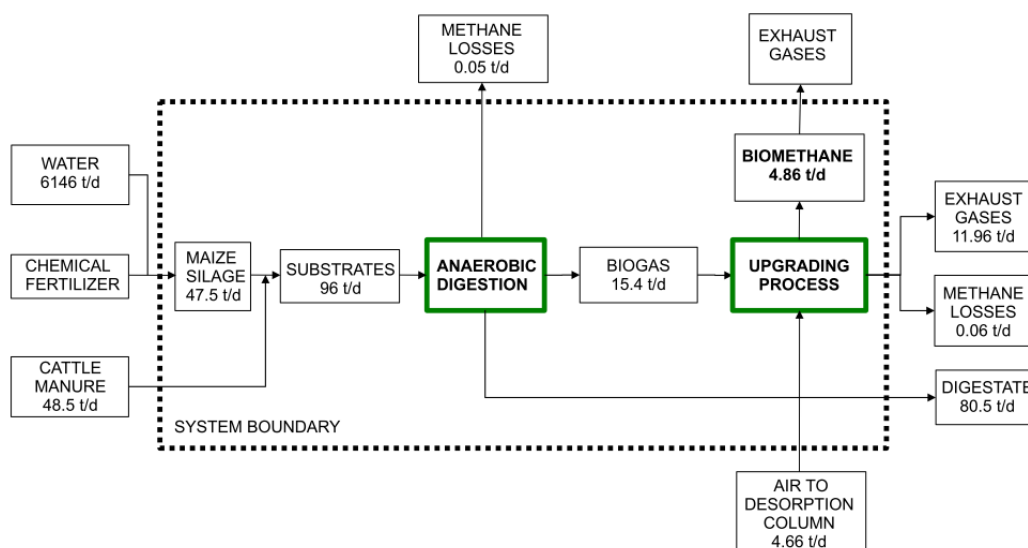 METHANE
LOSSES
0.05 t/d
EXHAUST
GASES
WATER
6146 t/d
BIOMETHANE
4.86 t/d
EXHAUST
GASES
11.96 t/d
CHEMICAL
FERTILIZER
MAIZE
SILAGE
47.5 t/d
SUBSTRATES
96 t/d
ANAEROBIC
DIGESTION
BIOGAS
15.4 t/d
UPGRADING
PROCESS
METHANE
LOSSES
0.06 t/d
CATTLE
MANURE
48.5 t/d
DIGESTATE
80.5 t/d
SYSTEM BOUNDARY
AIR TO
DESORPTION
COLUMN
4.66 t/d